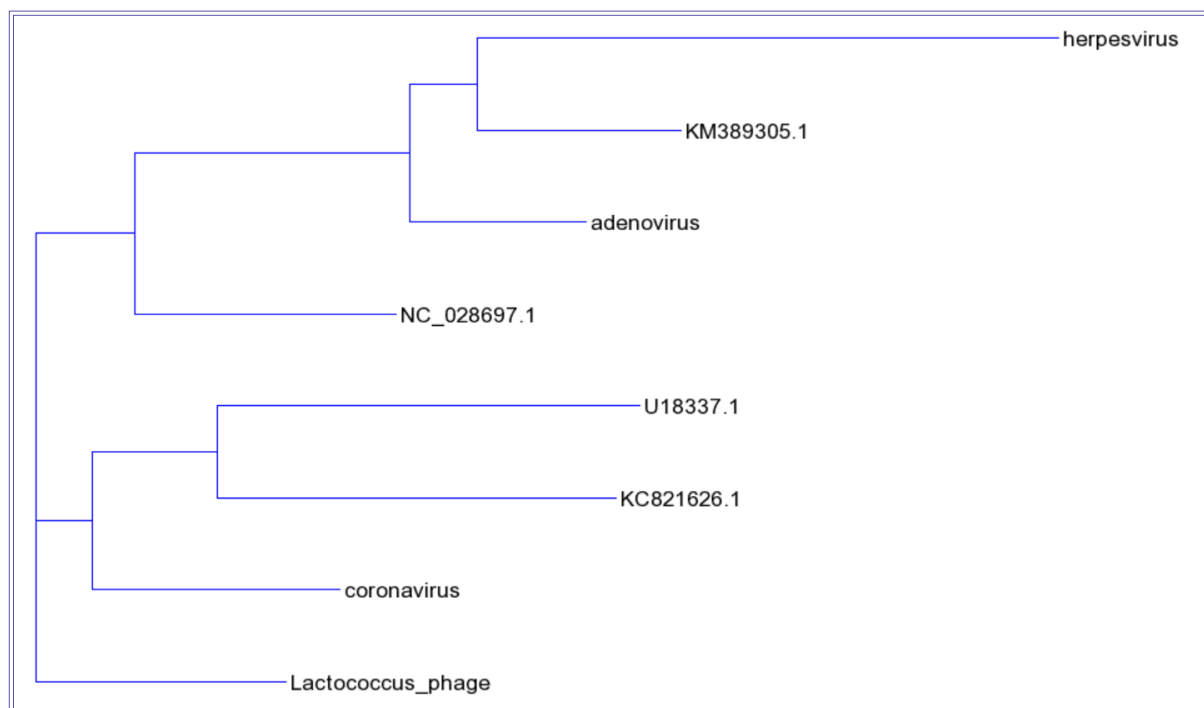 herpesvirus
KM389305.1
adenovirus
NC_028697.1
U18337.1
KC821626.1
coronavirus
Lactococcus_phage